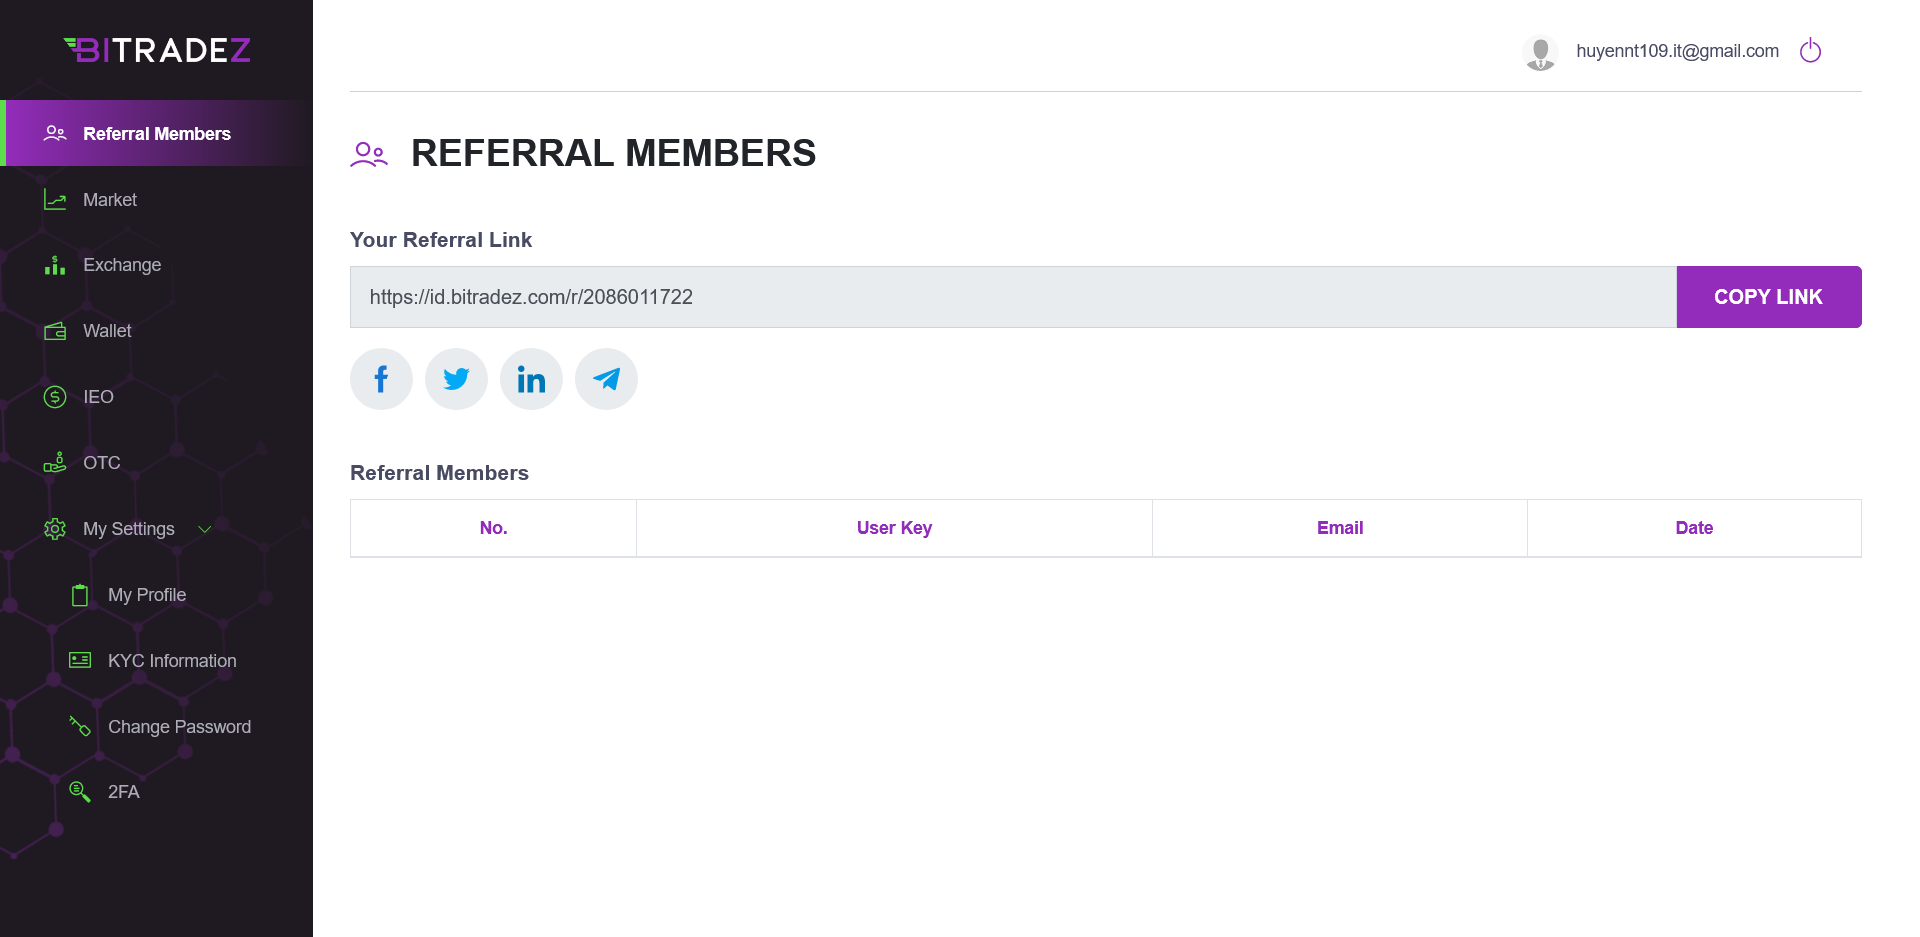 BITRADEZ
Referral Members
Market
Exchange
Wallet
IEO
OTC
My Settings
My Profile
KYC Information
Change Password
2FA
huyennt109.it@gmail.com
REFERRAL MEMBERS
Your Referral Link
https://id.bitradez.com/r/2086011722
COPY LINK
Referral Members
No. User Key Email Date